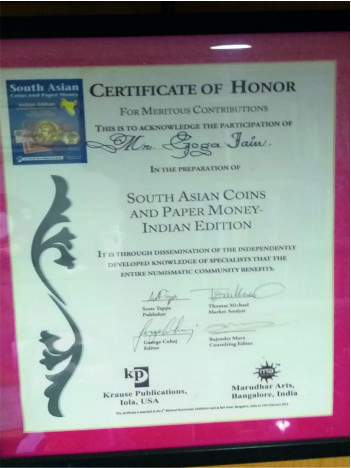 South Asian
Coins and Paper Money
Indian Edition
CERTIFICATE OF HONOR
FOR MERITOUS CONTRIBUTIONS
THIS IS TO ACKNOWLEDGE THE PARTICIPATION OF
Mr. Goga Jain.
IN THE PREPARATION OF
SOUTH ASIAN COINS
AND PAPER MONEY-
INDIAN EDITION
IT IS THROUGH DISSEMINATION OF THE INDEPENDENTLY
DEVELOPED KNOWLEDGE OF SPECIALISTS THAT THE
ENTIRE NUMISMATIC COMMUNITY BENEFITS.
Scott Tappa
Publisher
Thomas Michael
Market Analyst
George Cuhaj
Editor
Rajender Maru
Consulting Editor
kp
Krause Publications,
Iola, USA
Marudhar Arts,
Bangalore, India